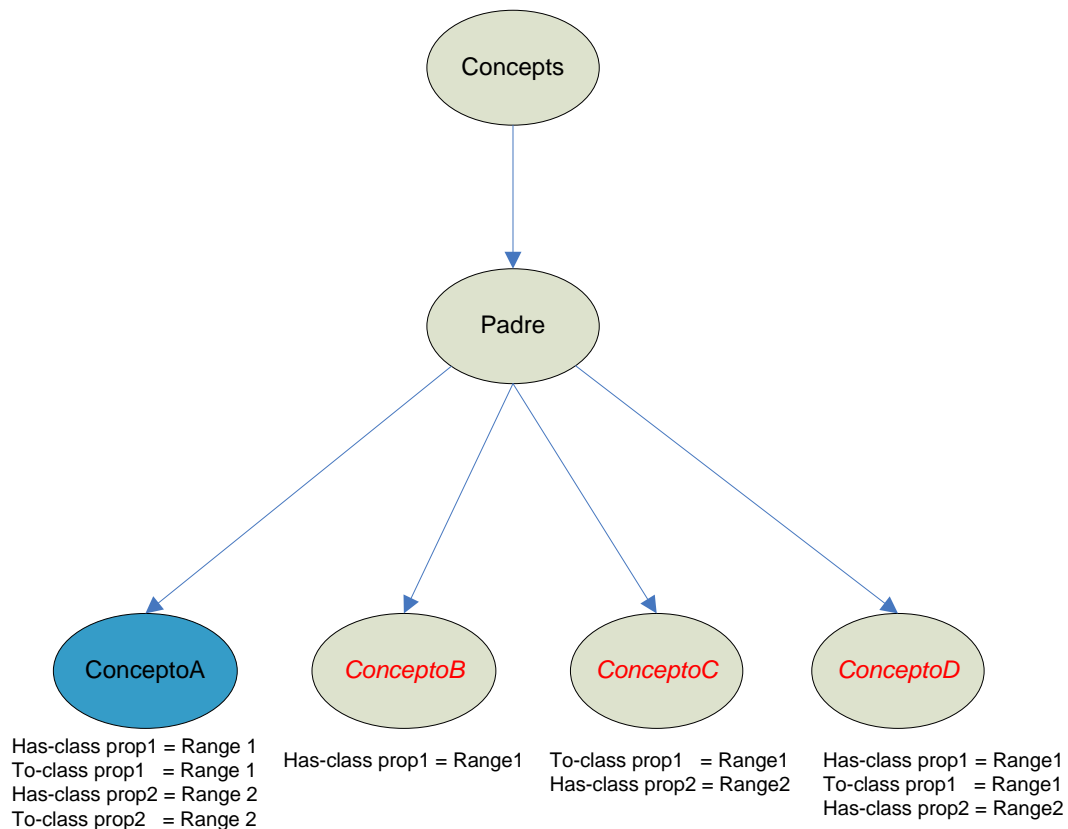 Concepts
Padre
ConceptoA
ConceptoB
ConceptoC
ConceptoD
Has-class prop1 = Range 1
To-class prop1 = Range 1
Has-class prop2 = Range 2
To-class prop2 = Range 2
Has-class prop1 = Range1
To-class prop1 = Range1
Has-class prop2 = Range2
Has-class prop1 = Range1
To-class prop1 = Range1
Has-class prop2 = Range2